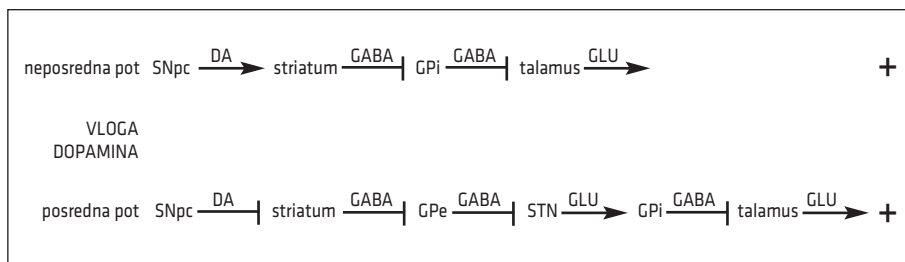 DA GABA GABA GLU
neposredna pot SNpc striatum GPi talamus +
VLOGA
DOPAMINA
DA GABA GABA GLU GABA GLU
posredna pot SNpc striatum GPe STN GPi talamus +